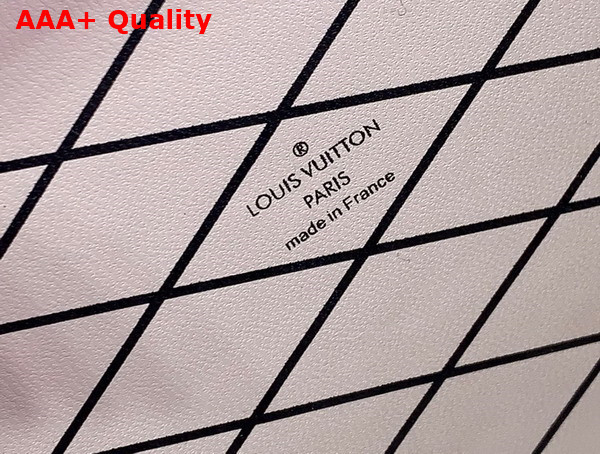 AAA+ Quality
®
LOUIS VUITTON
PARIS
made in France